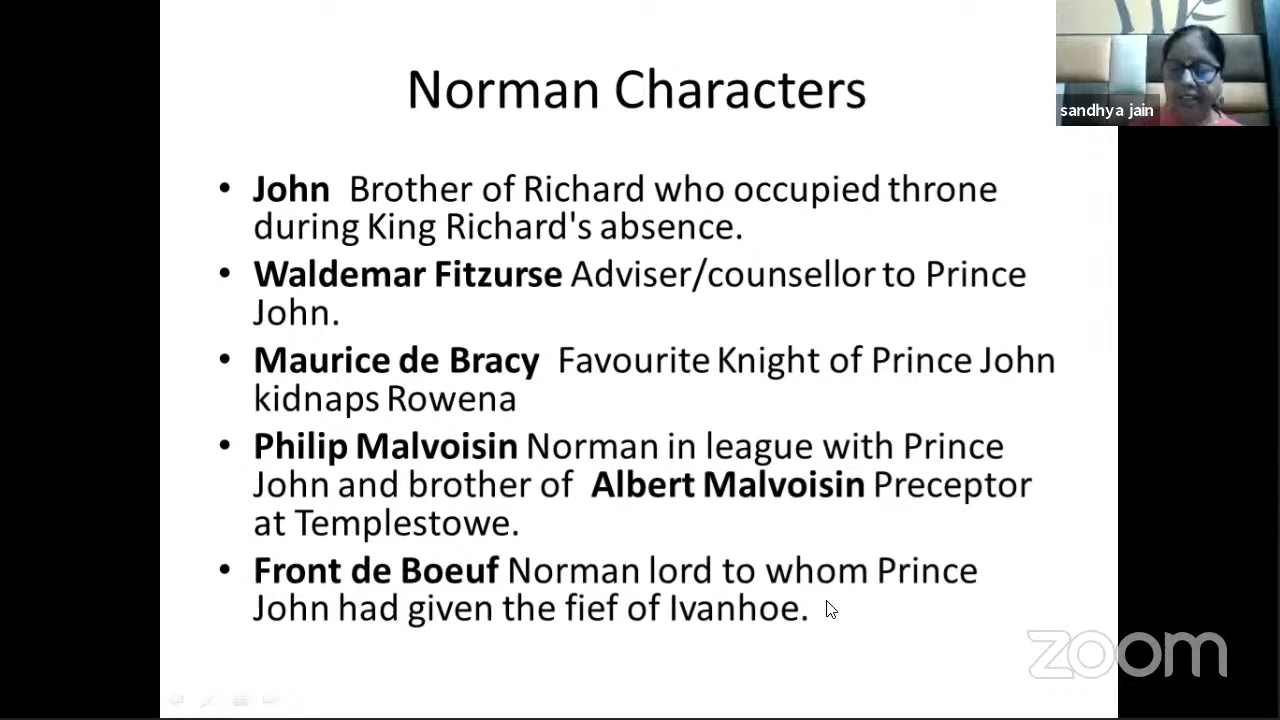 Norman Characters
sandhya jain
• John Brother of Richard who occupied throne
during King Richard's absence.
• Waldemar Fitzurse Adviser/counsellor to Prince
John.
• Maurice de Bracy Favourite Knight of Prince John
kidnaps Rowena
• Philip Malvoisin Norman in league with Prince
John and brother of Albert Malvoisin Preceptor
at Templestowe.
• Front de Boeuf Norman lord to whom Prince
John had given the fief of Ivanhoe.
zoom